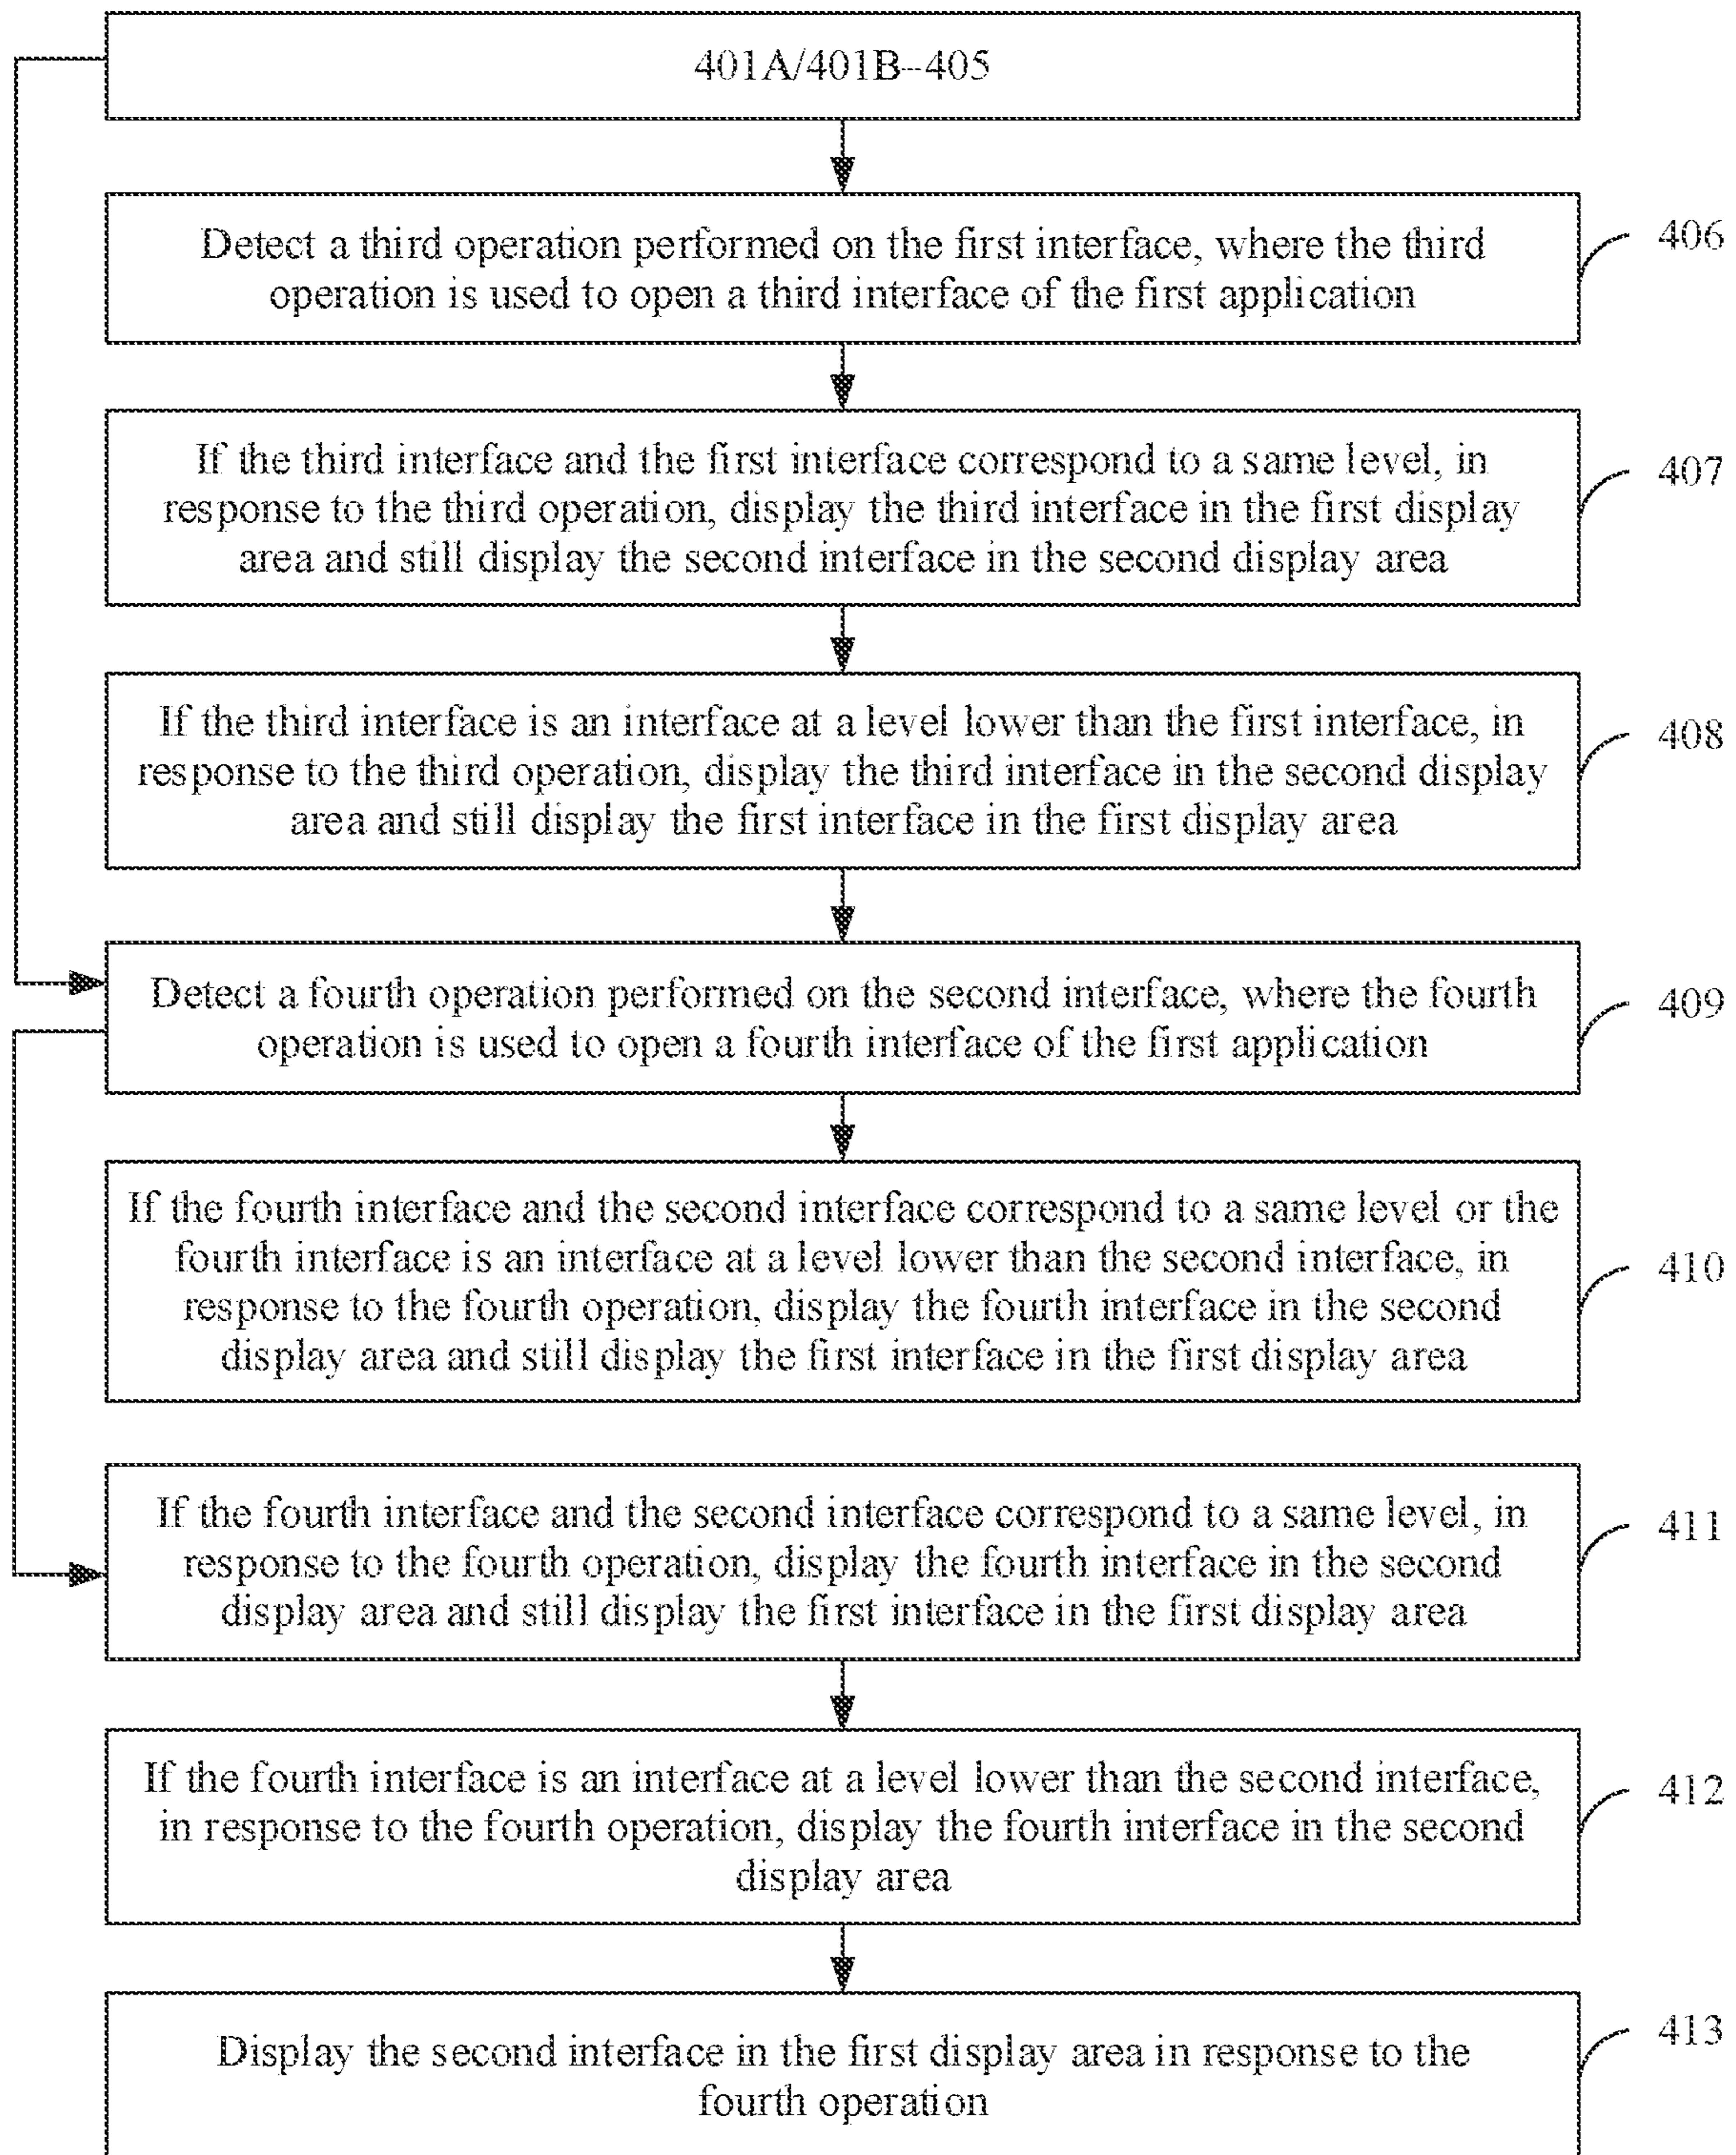 401A/401B--405
Detect a third operation performed on the first interface, where the third
operation is used to open a third interface of the first application
406
If the third interface and the first interface correspond to a same level, in
response to the third operation, display the third interface in the first display
area and still display the second interface in the second display area
407
If the third interface is an interface at a level lower than the first interface, in
response to the third operation, display the third interface in the second display
area and still display the first interface in the first display area
408
Detect a fourth operation performed on the second interface, where the fourth
operation is used to open a fourth interface of the first application
409
If the fourth interface and the second interface correspond to a same level or the
fourth interface is an interface at a level lower than the second interface, in
response to the fourth operation, display the fourth interface in the second
display area and still display the first interface in the first display area
410
If the fourth interface and the second interface correspond to a same level, in
response to the fourth operation, display the fourth interface in the second
display area and still display the first interface in the first display area
411
If the fourth interface is an interface at a level lower than the second interface,
in response to the fourth operation, display the fourth interface in the second
display area
412
Display the second interface in the first display area in response to the
fourth operation
413